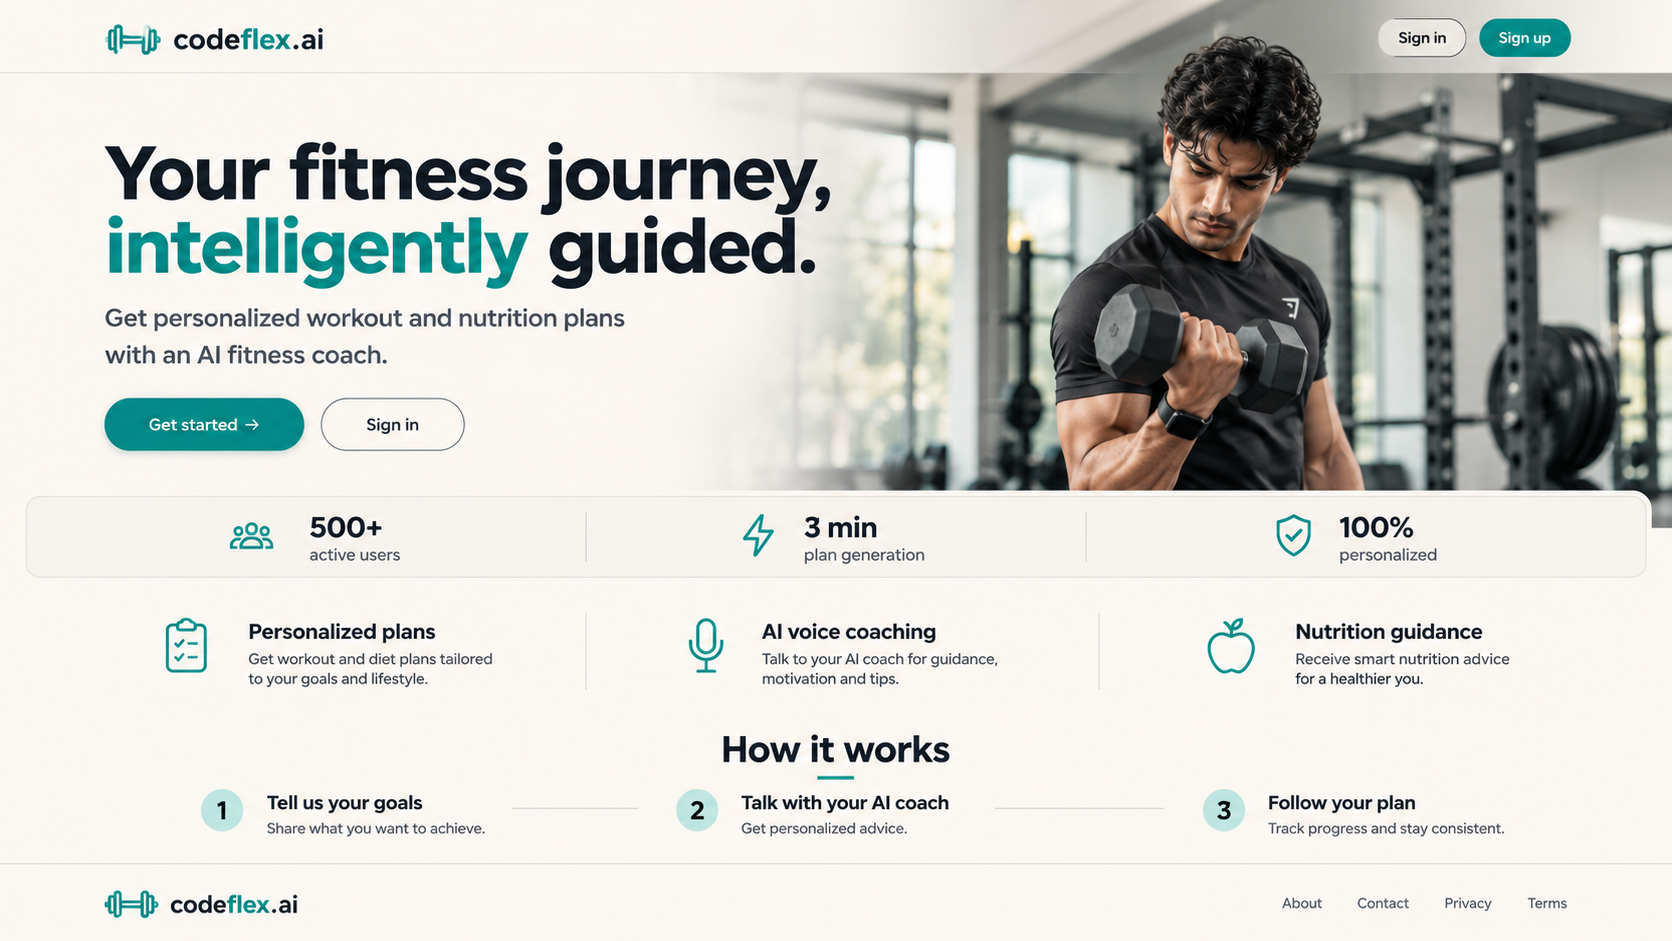 codeflex.ai
Sign in
Sign up
Your fitness journey,
intelligently guided.
Get personalized workout and nutrition plans
with an AI fitness coach.
Get started →
Sign in
500+
active users
3 min
plan generation
100%
personalized
Personalized plans
Get workout and diet plans tailored
to your goals and lifestyle.
AI voice coaching
Talk to your AI coach for guidance,
motivation and tips.
Nutrition guidance
Receive smart nutrition advice
for a healthier you.
How it works
1
Tell us your goals
Share what you want to achieve.
2
Talk with your AI coach
Get personalized advice.
3
Follow your plan
Track progress and stay consistent.
codeflex.ai
About
Contact
Privacy
Terms